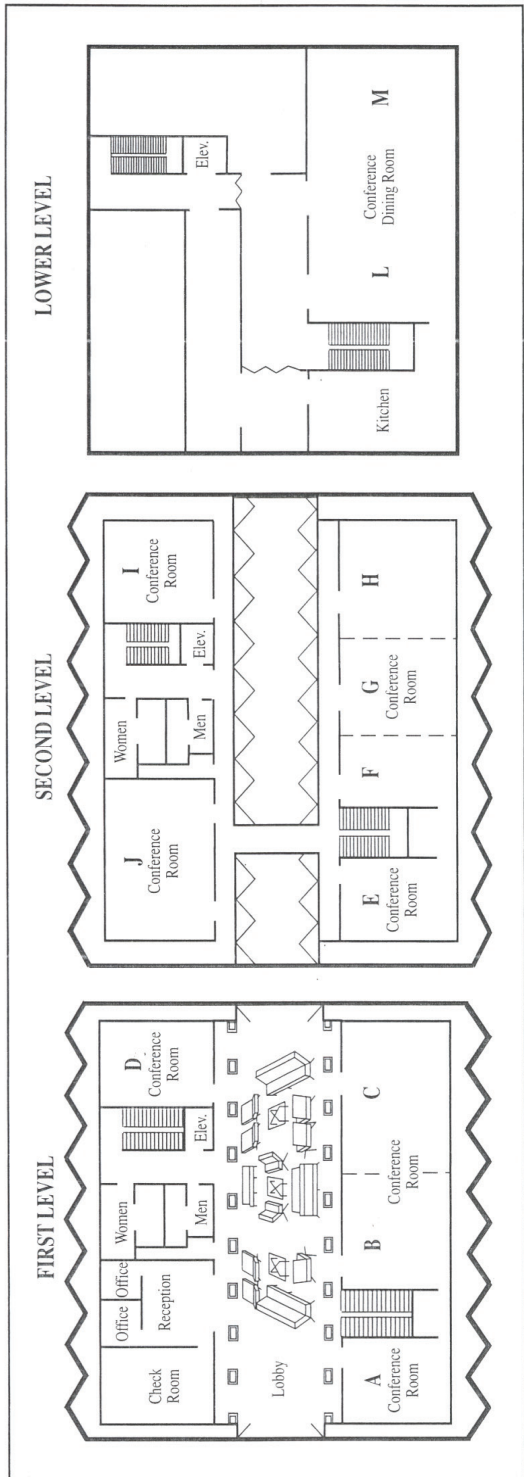 FIRST LEVEL
Check
Room
Office
Office
Reception
Women
Men
Elev.
D
Conference
Room
Lobby
A
Conference
Room
B
C
Conference
Room
SECOND LEVEL
J
Conference
Room
Women
Men
Elev.
I
Conference
Room
E
Conference
Room
F
G
Conference
Room
H
LOWER LEVEL
Elev.
Kitchen
L
Conference
Dining Room
M